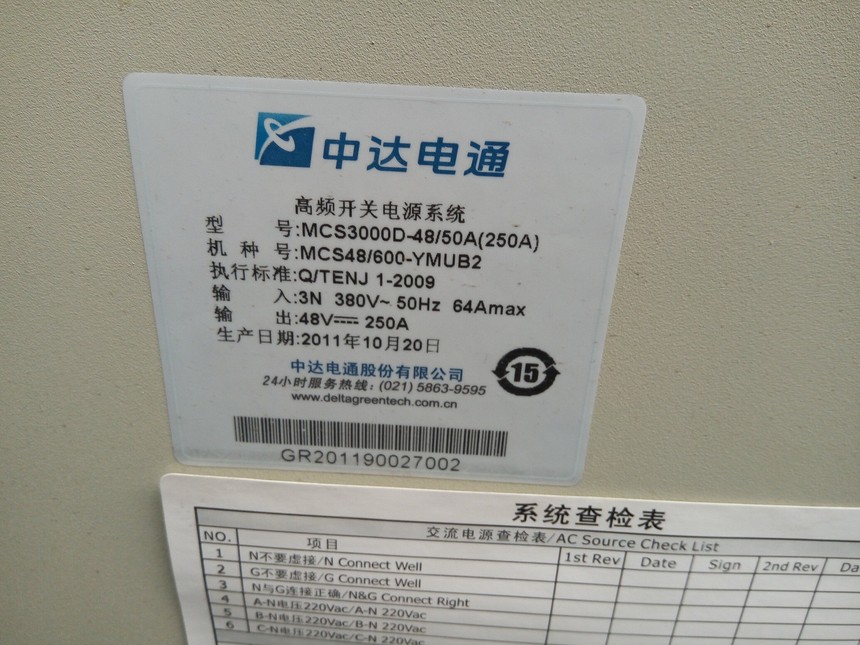 中达电通
高频开关电源系统
型 号:MCS3000D-48/50A(250A)
机 种 号:MCS48/600-YMUB2
执行标准:Q/TENJ 1-2009
输 入:3N 380V~ 50Hz 64Amax
输 出:48V⎓ 250A
生产日期:2011年10月20日
中达电通股份有限公司
24小时服务热线:(021) 5863-9595
www.deltagreentech.com.cn
15
GR201190027002
系统查检表
交流电源查检表/AC Source Check List
NO. 项目 1st Rev Date Sign 2nd Rev Da
1 N不要虚接/N Connect Well
2 G不要虚接/G Connect Well
3 N与G连接正确/N&G Connect Right
4 A-N电压220Vac/A-N 220Vac
5 B-N电压220Vac/B-N 220Vac
6 C-N电压220Vac/C-N 220Vac